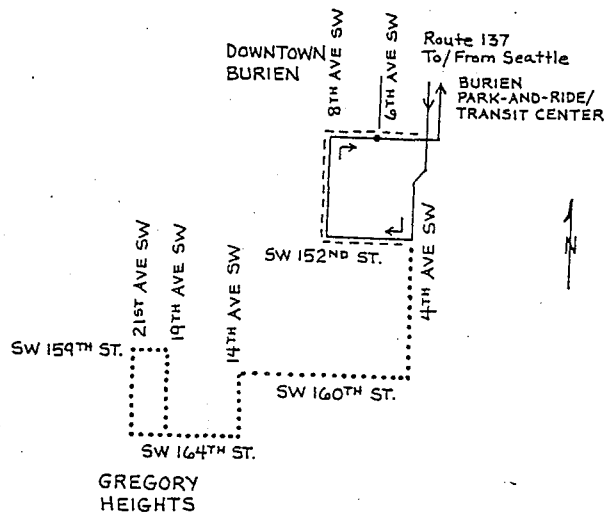 8TH AVE SW
6TH AVE SW
Route 137
To/From Seattle
DOWNTOWN
BURIEN
BURIEN
PARK-AND-RIDE/
TRANSIT CENTER
SW 152ND ST.
4TH AVE SW
N
21ST AVE SW
19TH AVE SW
14TH AVE SW
SW 159TH ST.
SW 160TH ST.
SW 164TH ST.
GREGORY
HEIGHTS